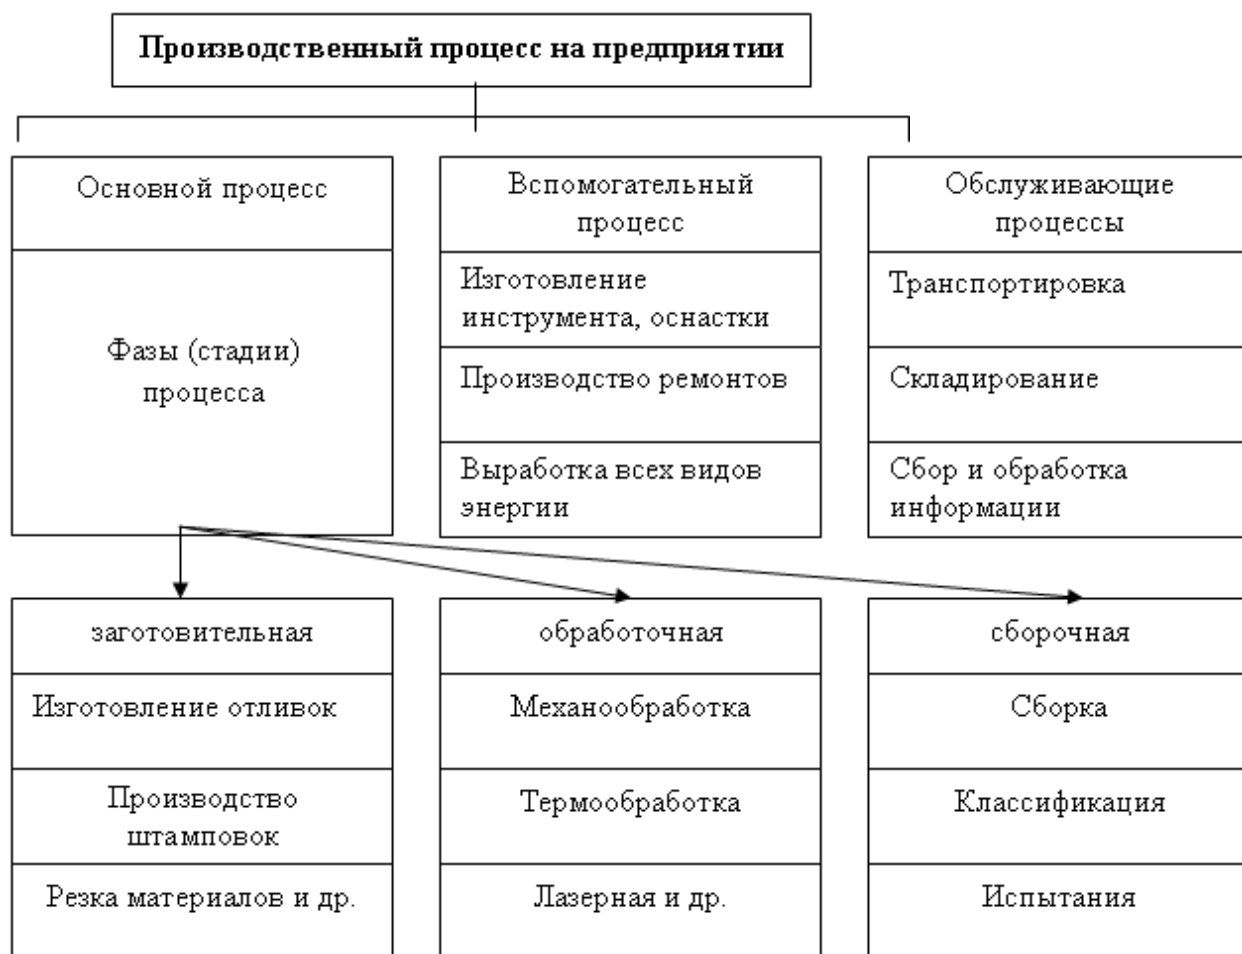 Производственный процесс на предприятии
Основной процесс
Фазы (стадии)
процесса
Вспомогательный
процесс
Изготовление
инструмента, оснастки
Производство ремонтов
Выработка всех видов
энергии
Обслуживающие
процессы
Транспортировка
Складирование
Сбор и обработка
информации
заготовительная
Изготовление отливок
Производство
штамповок
Резка материалов и др.
обработочная
Механообработка
Термообработка
Лазерная и др.
сборочная
Сборка
Классификация
Испытания